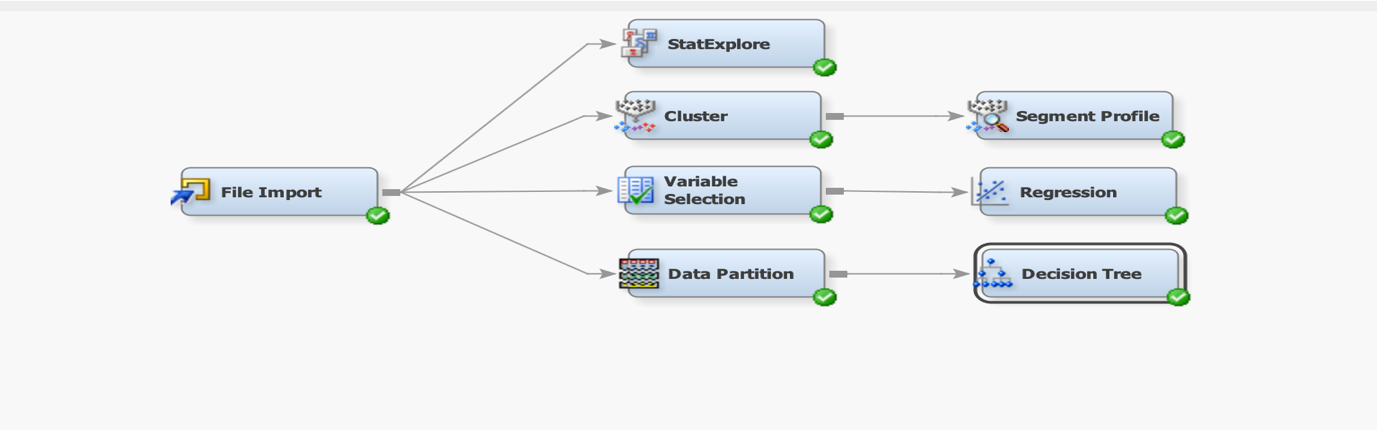 StatExplore
Cluster
Segment Profile
File Import
Variable
Selection
Regression
Data Partition
Decision Tree